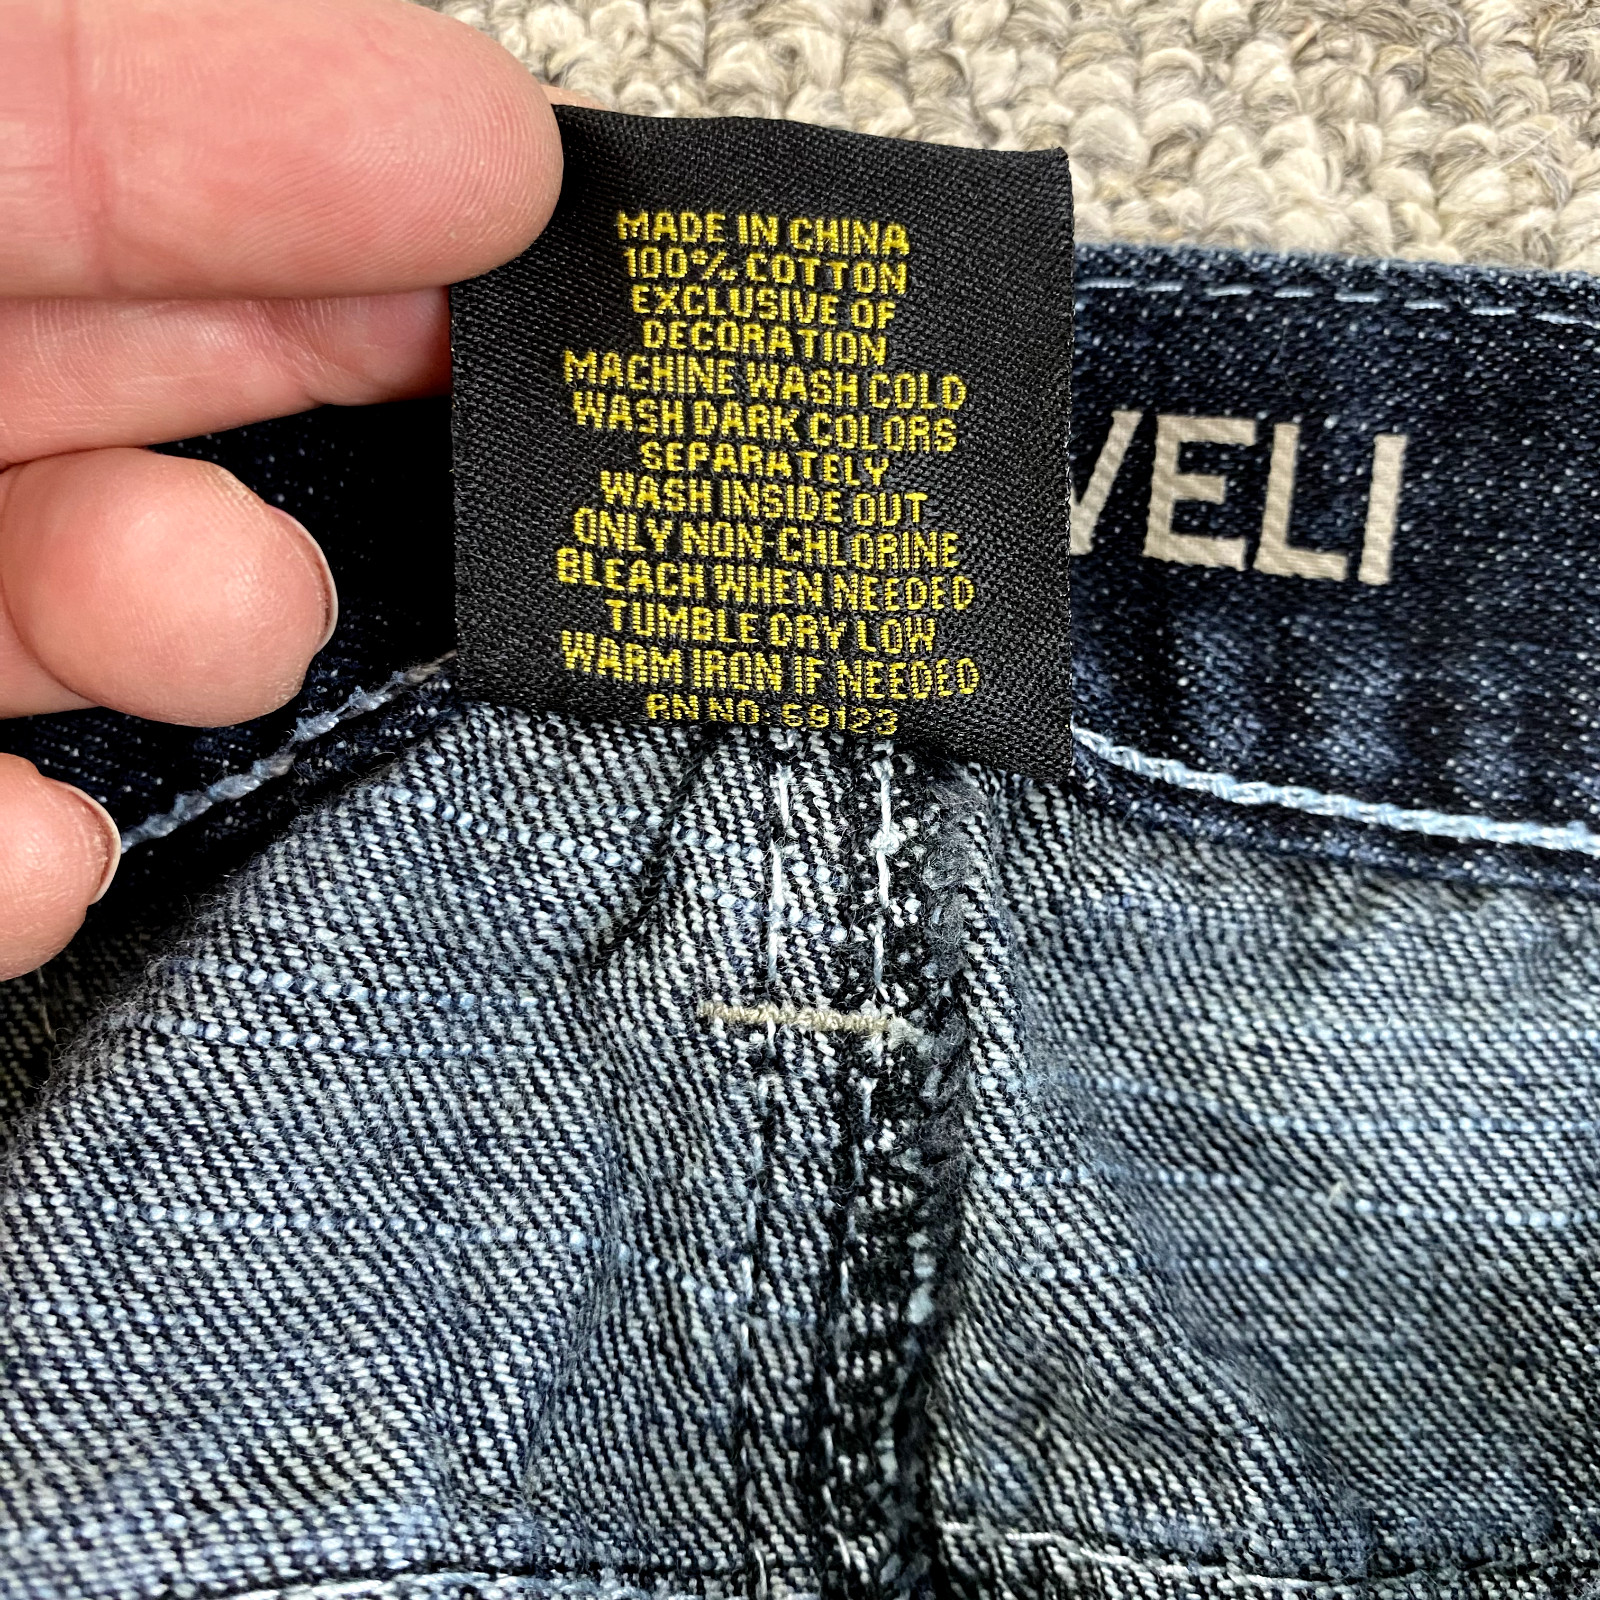 MADE IN CHINA
100% COTTON
EXCLUSIVE OF
DECORATION
MACHINE WASH COLD
WASH DARK COLORS
SEPARATELY
WASH INSIDE OUT
ONLY NON-CHLORINE
BLEACH WHEN NEEDED
TUMBLE DRY LOW
WARM IRON IF NEEDED
RN NO: 59123
VELI